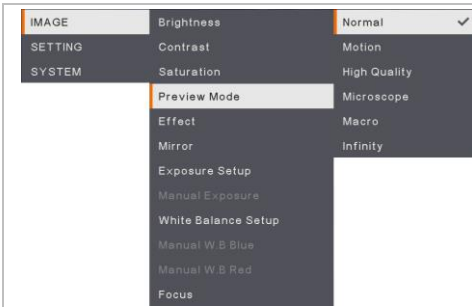 IMAGE
SETTING
SYSTEM
Brightness
Contrast
Saturation
Preview Mode
Effect
Mirror
Exposure Setup
Manual Exposure
White Balance Setup
Manual W.B Blue
Manual W.B Red
Focus
Normal
Motion
High Quality
Microscope
Macro
Infinity